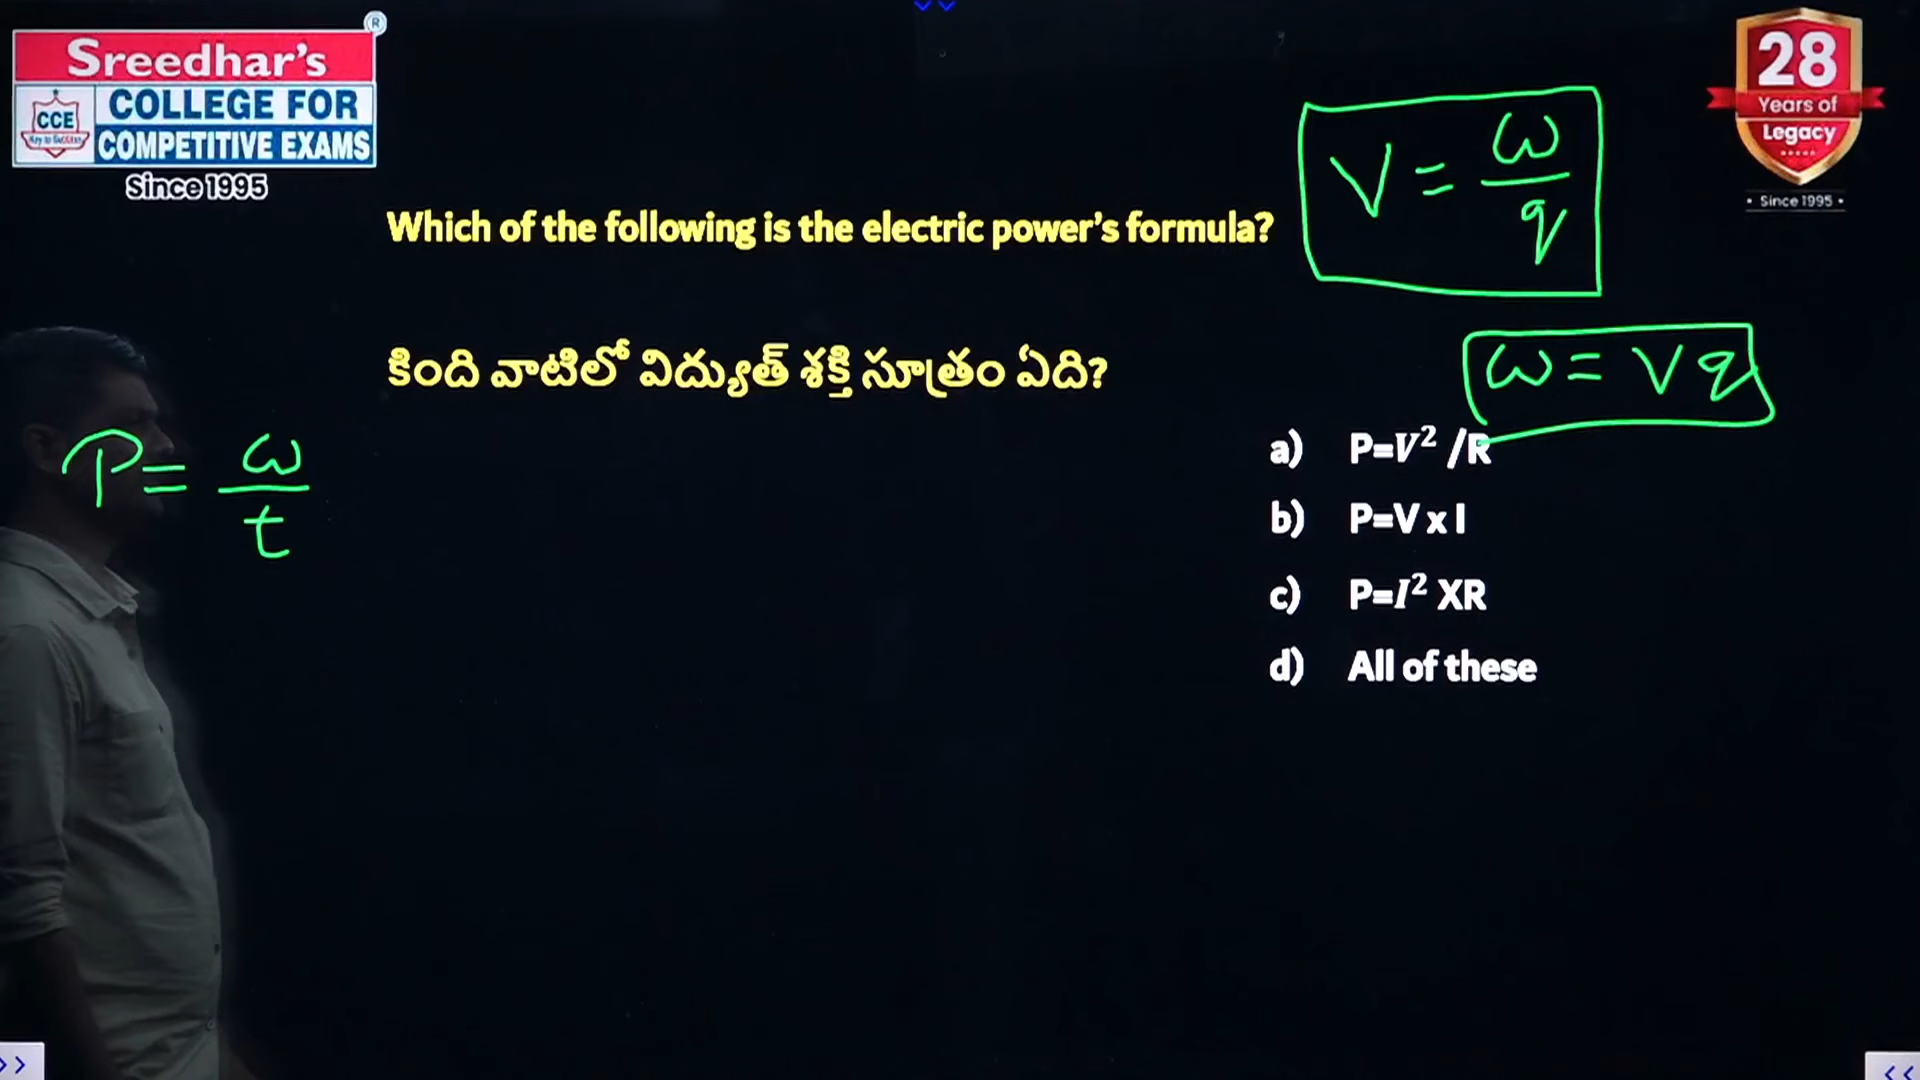 Sreedhar's
COLLEGE FOR
COMPETITIVE EXAMS
CCE
Since 1995
®
28
Years of
Legacy
• Since 1995 •
V = ω/q
Which of the following is the electric power's formula?
ω = Vq
కింది వాటిలో విద్యుత్ శక్తి సూత్రం ఏది?
P = ω/t
a) P=V² /R
b) P=V x I
c) P=I² XR
d) All of these
>>
<<